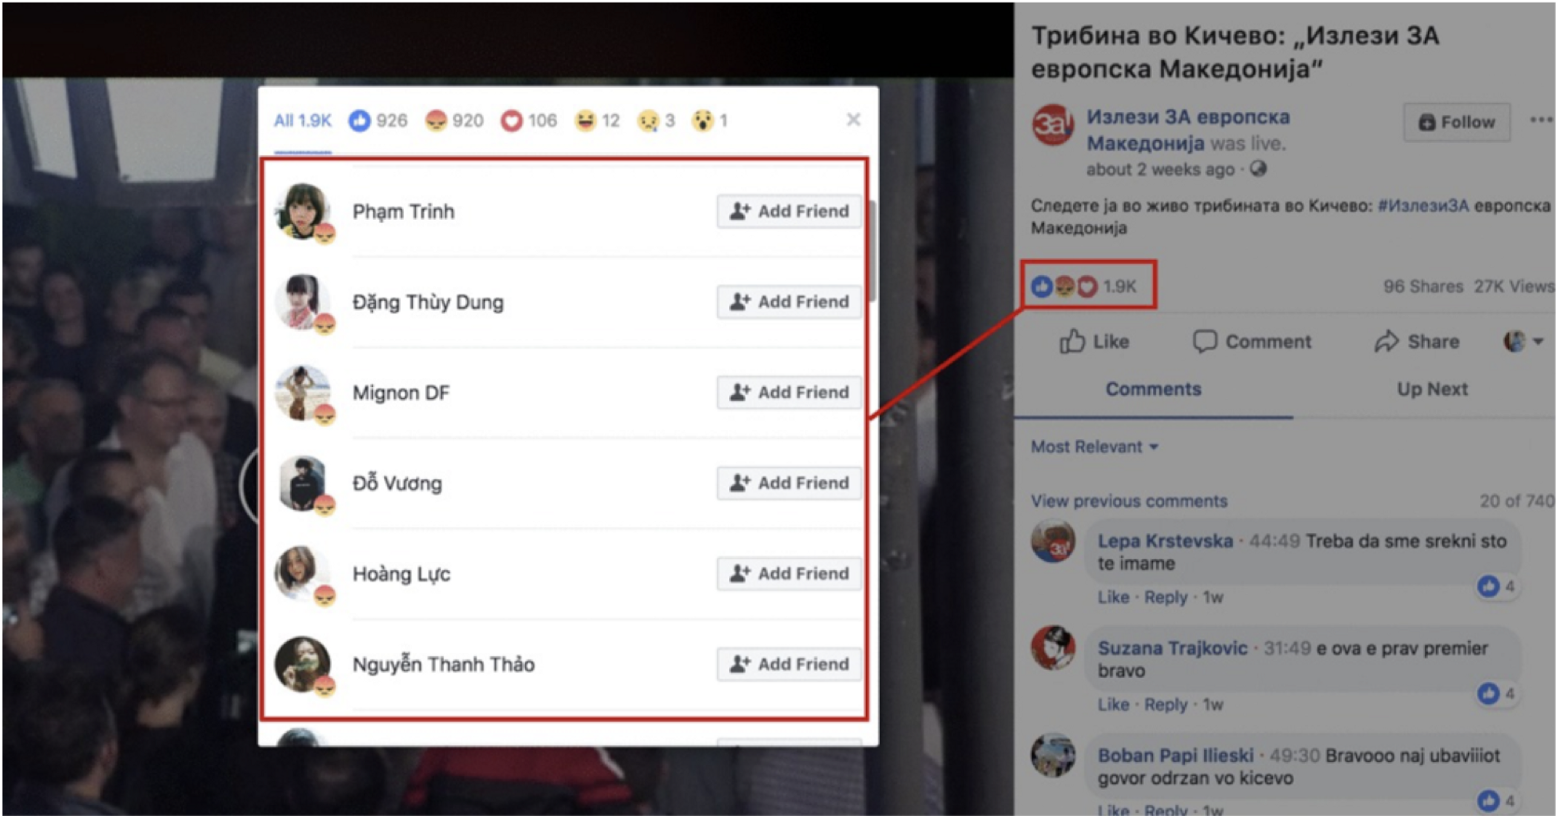 All 1.9K 926 920 106 12 3 1
Phạm Trinh
Add Friend
Đặng Thùy Dung
Add Friend
Mignon DF
Add Friend
Đỗ Vương
Add Friend
Hoàng Lực
Add Friend
Nguyễn Thanh Thảo
Add Friend
Трибина во Кичево: „Излези ЗА
европска Македонија“
За!
Излези ЗА европска
Македонија was live.
Follow
about 2 weeks ago
Следете ја во живо трибината во Кичево: #ИзлезиЗА европска
Македонија
1.9K
96 Shares 27K Views
Like Comment Share
Comments Up Next
Most Relevant
View previous comments
20 of 740
Lepa Krstevska · 44:49 Treba da sme srekni sto
te imame
4
Like · Reply · 1w
Suzana Trajkovic · 31:49 e ova e prav premier
bravo
4
Like · Reply · 1w
Boban Papi Ilieski · 49:30 Bravooo naj ubaviiiot
govor odrzan vo kicevo
4
Like · Reply · 1w